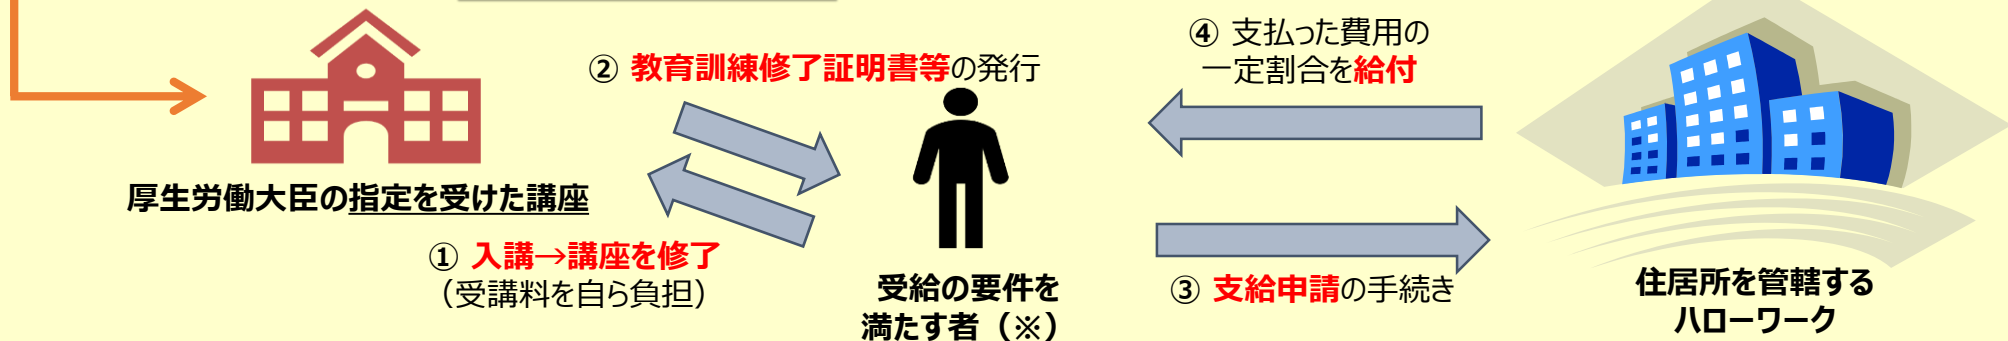 厚生労働大臣の指定を受けた講座
② 教育訓練修了証明書等の発行
① 入講→講座を修了
（受講料を自ら負担）
受給の要件を
満たす者（※）
④ 支払った費用の
一定割合を給付
③ 支給申請の手続き
住居所を管轄する
ハローワーク